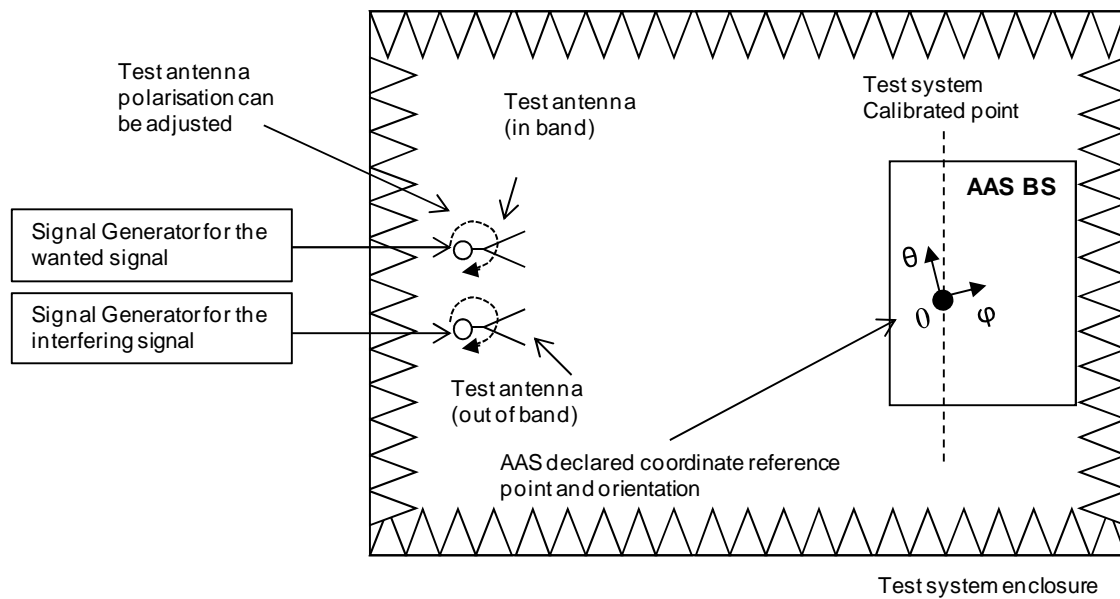 Test antenna
polarisation can
be adjusted
Test antenna
(in band)
Test system
Calibrated point
AAS BS
Signal Generator for the
wanted signal
θ
0
φ
Signal Generator for the
interfering signal
Test antenna
(out of band)
AAS declared coordinate reference
point and orientation
Test system enclosure